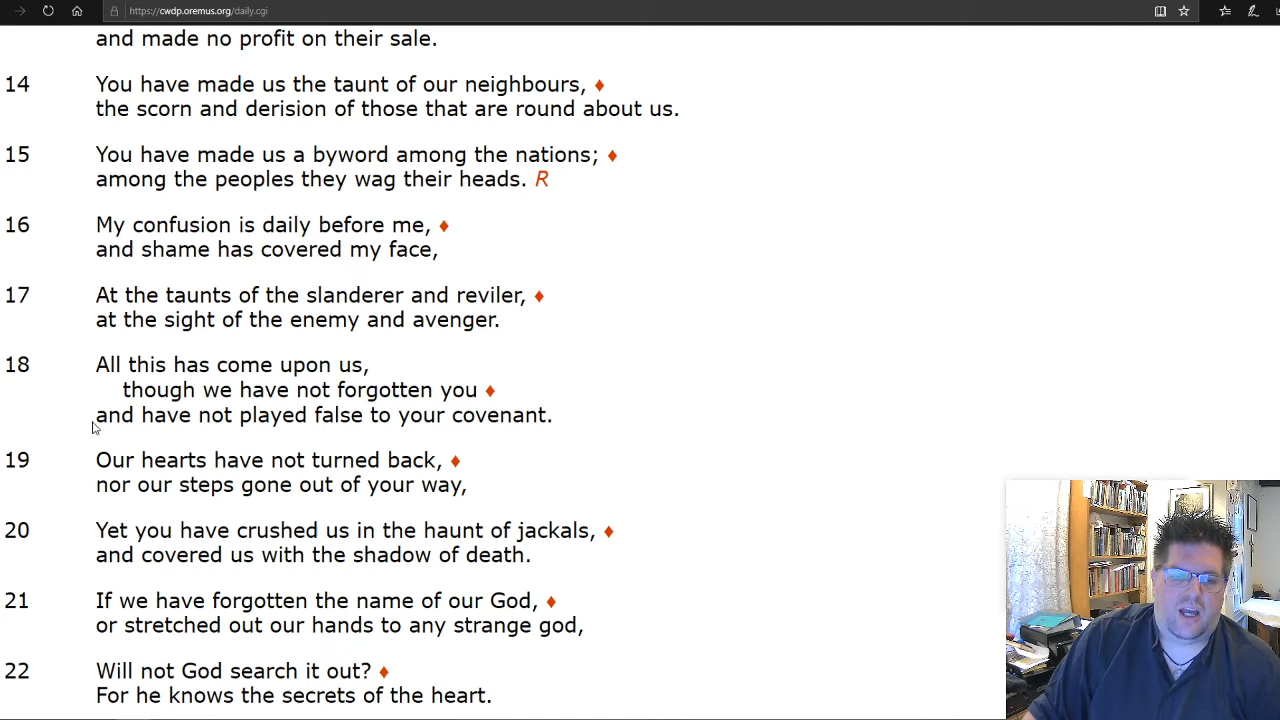 https://cwdp.oremus.org/daily.cgi
and made no profit on their sale.
14 You have made us the taunt of our neighbours, ♦
the scorn and derision of those that are round about us.
15 You have made us a byword among the nations; ♦
among the peoples they wag their heads. R
16 My confusion is daily before me, ♦
and shame has covered my face,
17 At the taunts of the slanderer and reviler, ♦
at the sight of the enemy and avenger.
18 All this has come upon us,
though we have not forgotten you ♦
and have not played false to your covenant.
19 Our hearts have not turned back, ♦
nor our steps gone out of your way,
20 Yet you have crushed us in the haunt of jackals, ♦
and covered us with the shadow of death.
21 If we have forgotten the name of our God, ♦
or stretched out our hands to any strange god,
22 Will not God search it out? ♦
For he knows the secrets of the heart.